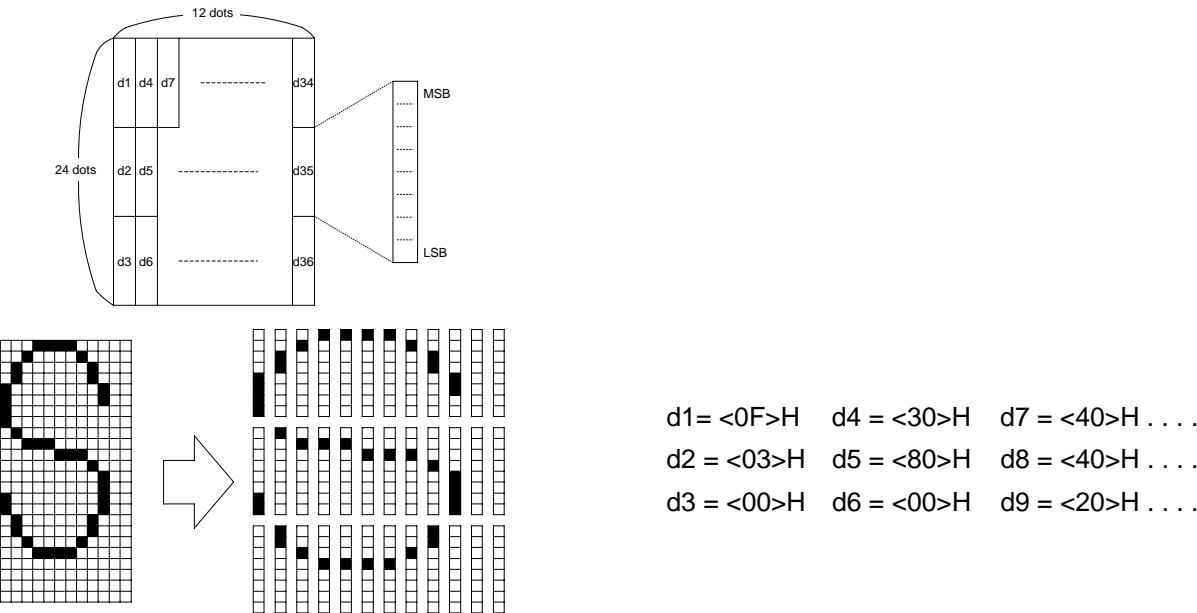 12 dots
d1 d4 d7 d34
MSB
24 dots
d2 d5 d35
LSB
d3 d6 d36
d1= <0F>H d4 = <30>H d7 = <40>H . . . .
d2 = <03>H d5 = <80>H d8 = <40>H . . . .
d3 = <00>H d6 = <00>H d9 = <20>H . . . .